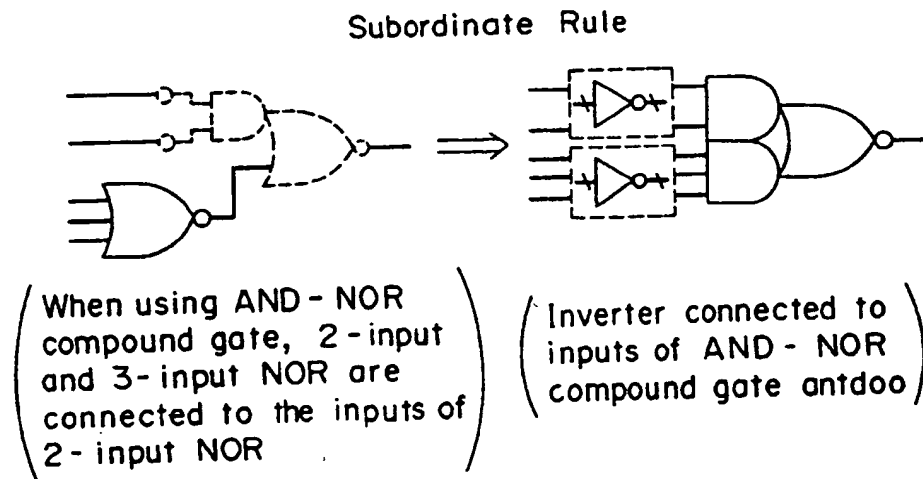 Subordinate Rule
When using AND-NOR
compound gate, 2-input
and 3-input NOR are
connected to the inputs of
2-input NOR
Inverter connected to
inputs of AND-NOR
compound gate antdoo